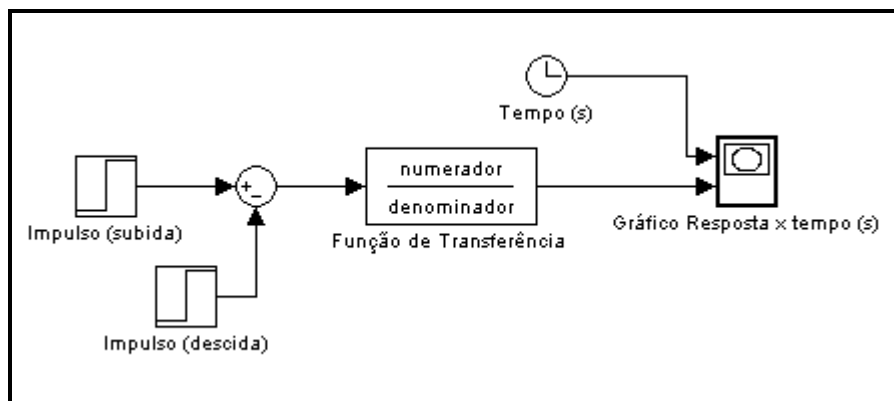 Tempo (s)
numerador
denominador
Impulso (subida)
Função de Transferência
Gráfico Resposta x tempo (s)
Impulso (descida)